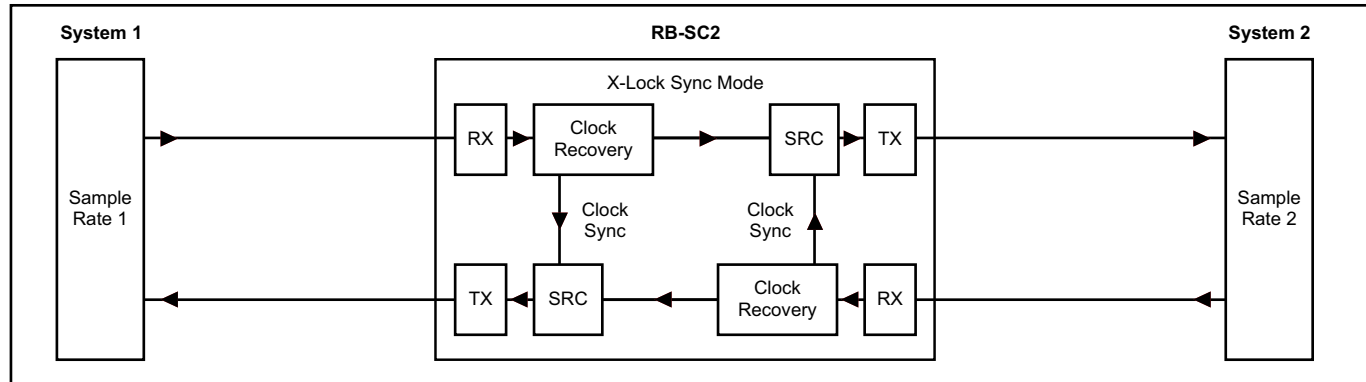 System 1
RB-SC2
System 2
X-Lock Sync Mode
RX
Clock
Recovery
SRC
TX
Sample
Rate 1
Clock
Sync
Clock
Sync
Sample
Rate 2
TX
SRC
Clock
Recovery
RX